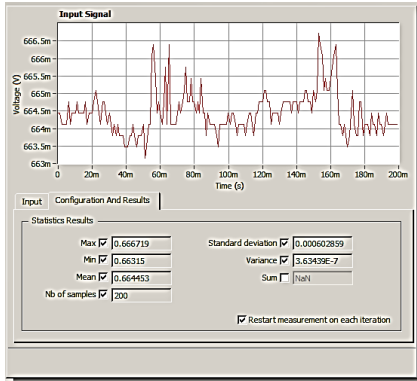 Input Signal
666.5m
666m
665.5m
665m
664.5m
664m
663.5m
663m
Voltage (V)
0 20m 40m 60m 80m 100m 120m 140m 160m 180m 200m
Time (s)
Input Configuration And Results
Statistics Results
Max 0.666719
Standard deviation 0.000602859
Min 0.66315
Variance 3.63439E-7
Mean 0.664453
Sum NaN
Nb of samples 200
Restart measurement on each iteration